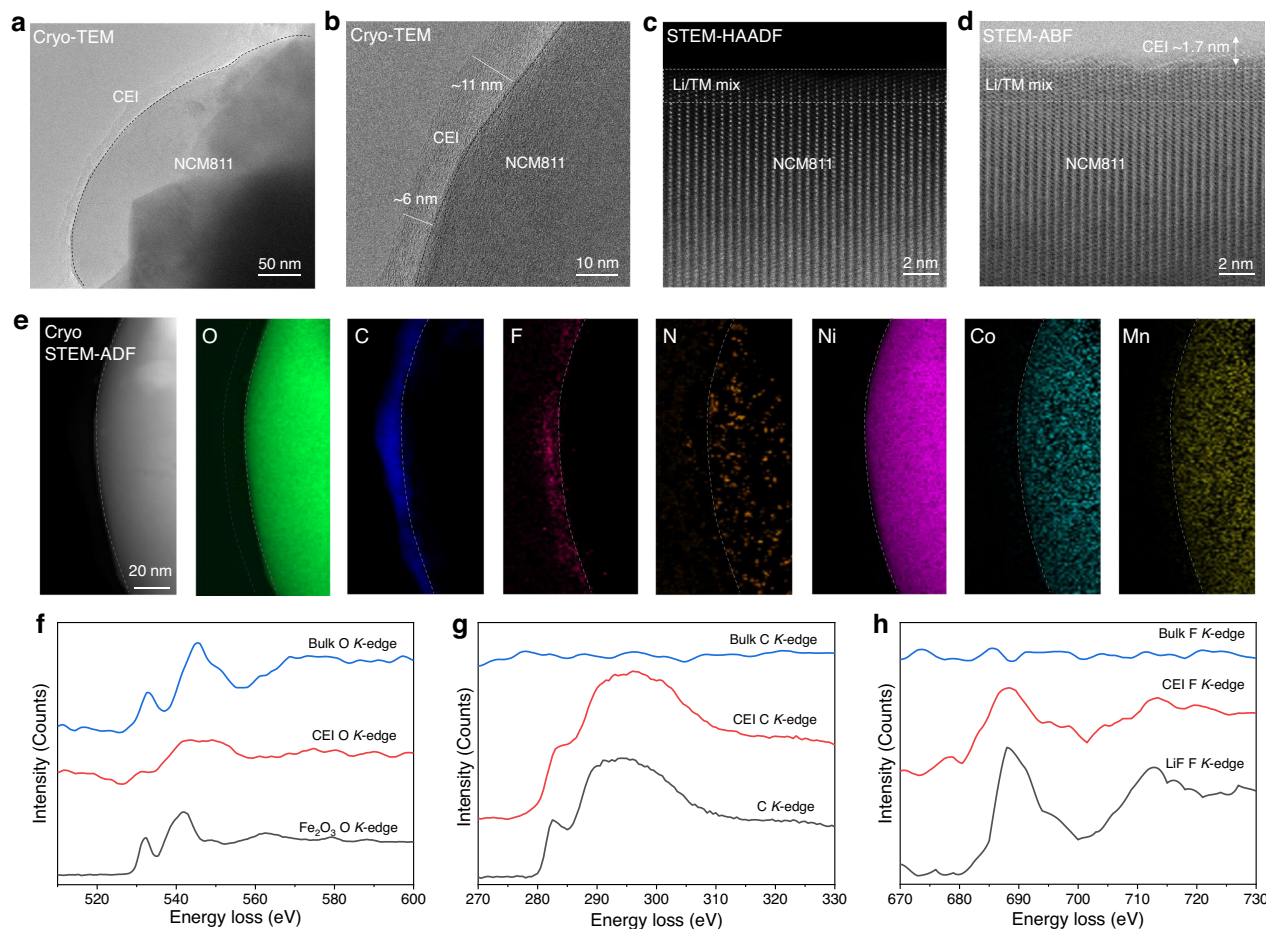 a
Cryo-TEM
CEI
NCM811
50 nm
b
Cryo-TEM
~11 nm
CEI
NCM811
~6 nm
10 nm
c
STEM-HAADF
Li/TM mix
NCM811
2 nm
d
STEM-ABF
CEI ~1.7 nm
Li/TM mix
NCM811
2 nm
e
Cryo
STEM-ADF
20 nm
O
C
F
N
Ni
Co
Mn
f
Bulk O K-edge
CEI O K-edge
Fe₂O₃ O K-edge
Intensity (Counts)
520 540 560 580 600
Energy loss (eV)
g
Bulk C K-edge
CEI C K-edge
C K-edge
Intensity (Counts)
270 280 290 300 310 320 330
Energy loss (eV)
h
Bulk F K-edge
CEI F K-edge
LiF F K-edge
Intensity (Counts)
670 680 690 700 710 720 730
Energy loss (eV)